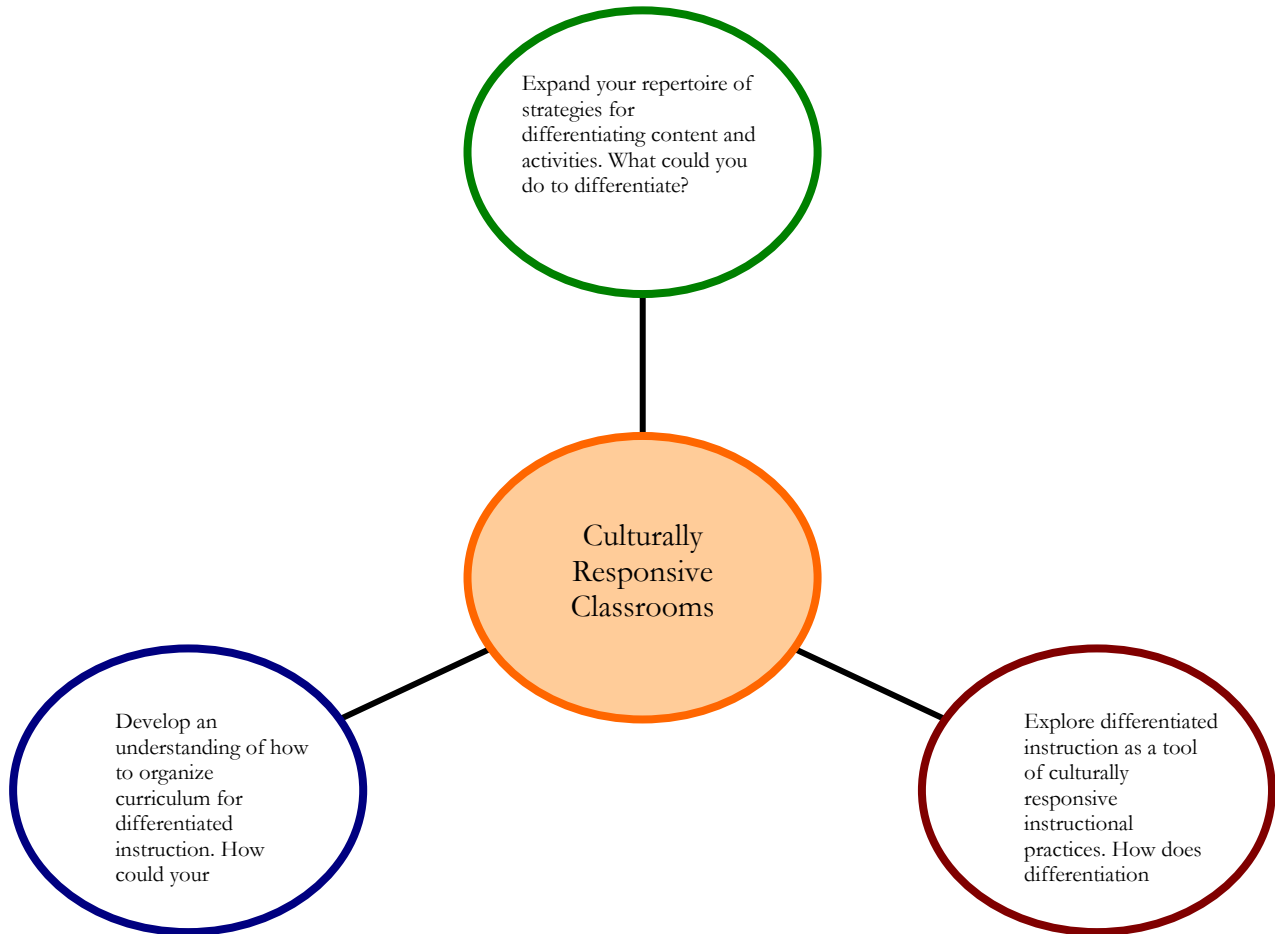 Expand your repertoire of
strategies for
differentiating content and
activities. What could you
do to differentiate?
Culturally
Responsive
Classrooms
Develop an
understanding of how
to organize
curriculum for
differentiated
instruction. How
could your
Explore differentiated
instruction as a tool
of culturally
responsive
instructional
practices. How does
differentiation